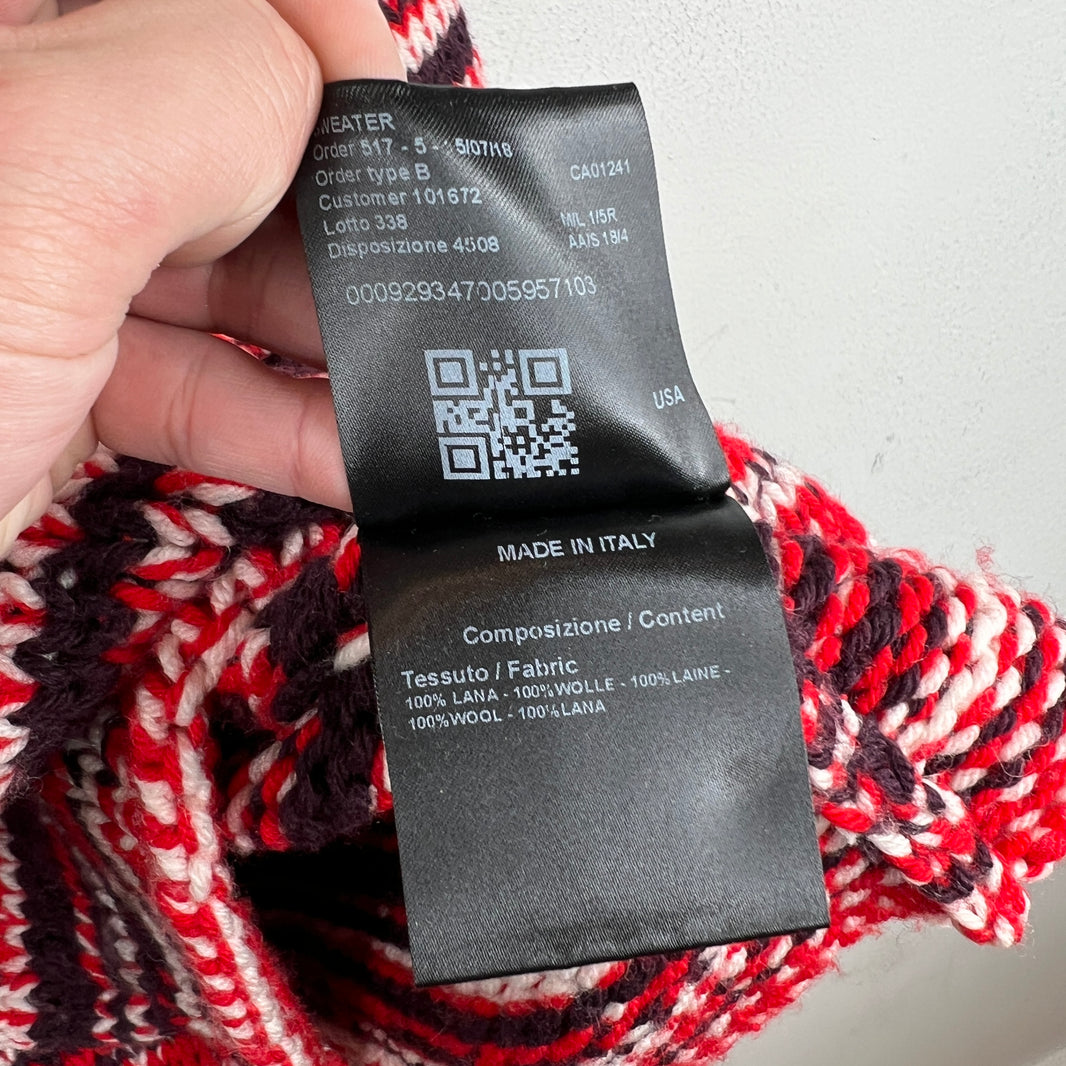 SWEATER
Order 517 - 5 - 5/07/18
Order type B
CA01241
Customer 101672
Lotto 338
M/L 1/5R
Disposizione 4508
AA/S 18/4
000929347005957103
USA
MADE IN ITALY
Composizione / Content
Tessuto / Fabric
100% LANA - 100%WOLLE - 100% LAINE -
100%WOOL - 100%LANA